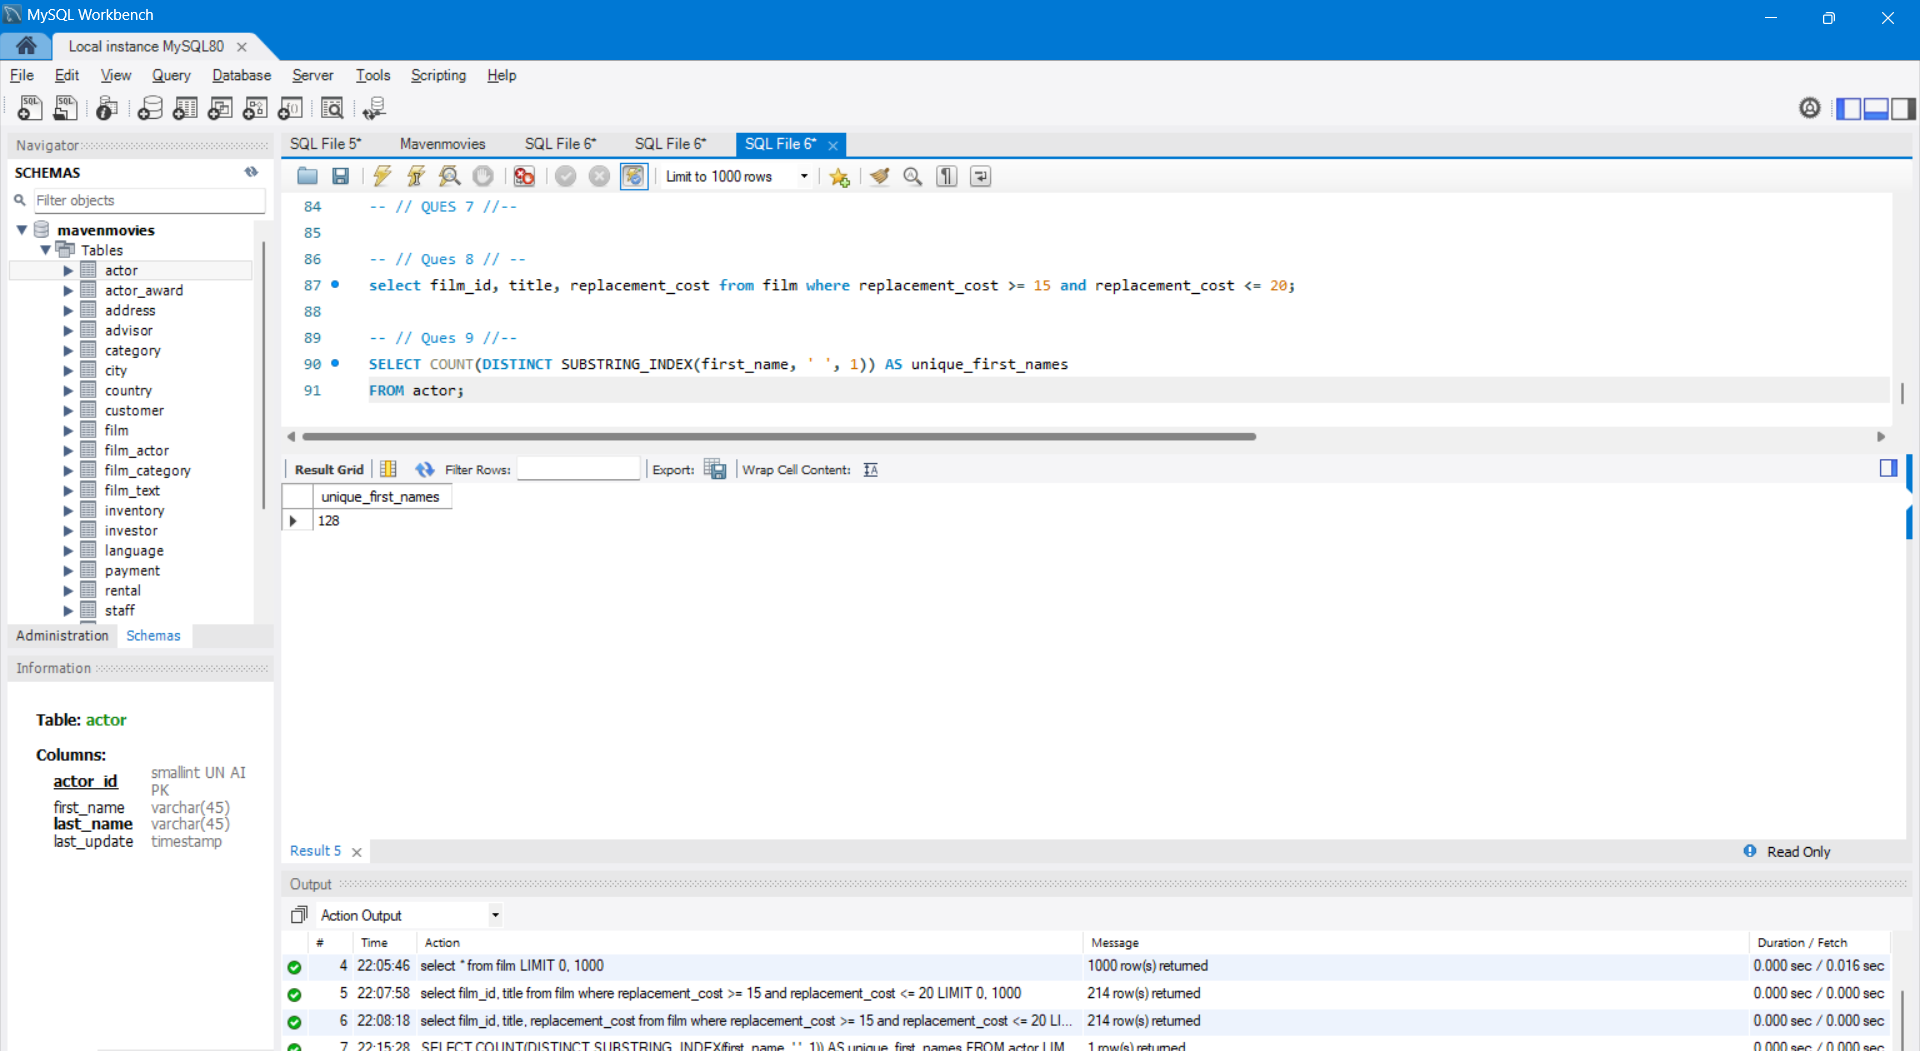 MySQL Workbench
Local instance MySQL80
File Edit View Query Database Server Tools Scripting Help
Navigator
SCHEMAS
Filter objects
mavenmovies
Tables
actor
actor_award
address
advisor
category
city
country
customer
film
film_actor
film_category
film_text
inventory
investor
language
payment
rental
staff
Administration Schemas
Information
Table: actor
Columns:
actor_id smallint UN AI PK
first_name varchar(45)
last_name varchar(45)
last_update timestamp
SQL File 5* Mavenmovies SQL File 6* SQL File 6* SQL File 6*
Limit to 1000 rows
84 -- // QUES 7 //--
85
86 -- // Ques 8 // --
87 select film_id, title, replacement_cost from film where replacement_cost >= 15 and replacement_cost <= 20;
88
89 -- // Ques 9 //--
90 SELECT COUNT(DISTINCT SUBSTRING_INDEX(first_name, ' ', 1)) AS unique_first_names
91 FROM actor;
Result Grid Filter Rows: Export: Wrap Cell Content:
unique_first_names
128
Result 5 Read Only
Output
Action Output
# Time Action Message Duration / Fetch
4 22:05:46 select * from film LIMIT 0, 1000 1000 row(s) returned 0.000 sec / 0.016 sec
5 22:07:58 select film_id, title from film where replacement_cost >= 15 and replacement_cost <= 20 LIMIT 0, 1000 214 row(s) returned 0.000 sec / 0.000 sec
6 22:08:18 select film_id, title, replacement_cost from film where replacement_cost >= 15 and replacement_cost <= 20 LI... 214 row(s) returned 0.000 sec / 0.000 sec
7 22:15:28 SELECT COUNT(DISTINCT SUBSTRING_INDEX(first_name, ' ', 1)) AS unique_first_names FROM actor LIM... 1 row(s) returned 0.000 sec / 0.000 sec